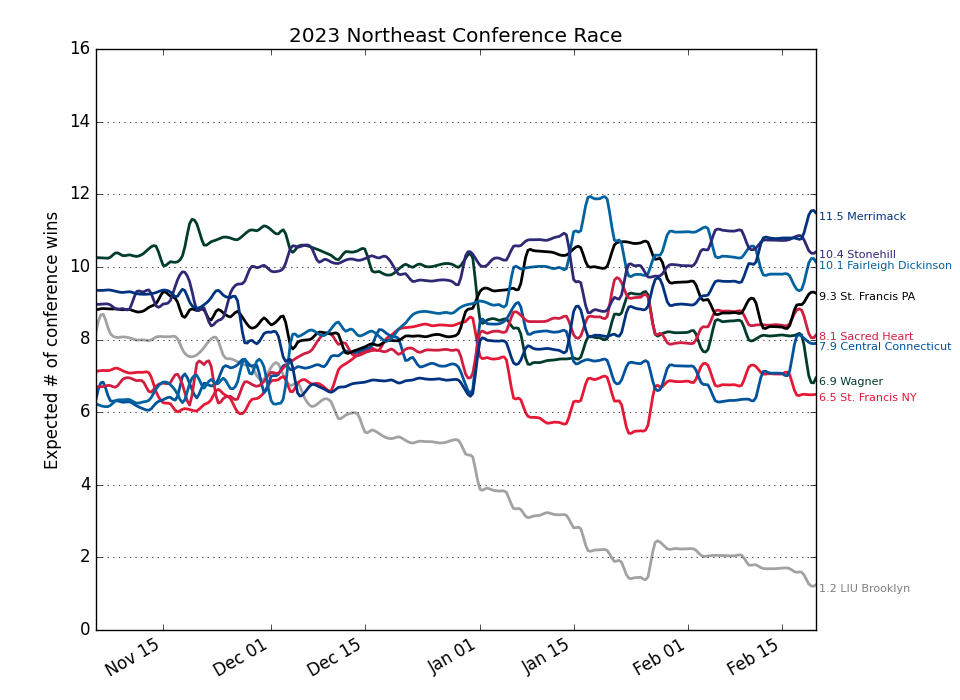 2023 Northeast Conference Race
Expected # of conference wins
16
14
12
10
8
6
4
2
0
Nov 15
Dec 01
Dec 15
Jan 01
Jan 15
Feb 01
Feb 15
11.5 Merrimack
10.4 Stonehill
10.1 Fairleigh Dickinson
9.3 St. Francis PA
8.1 Sacred Heart
7.9 Central Connecticut
6.9 Wagner
6.5 St. Francis NY
1.2 LIU Brooklyn